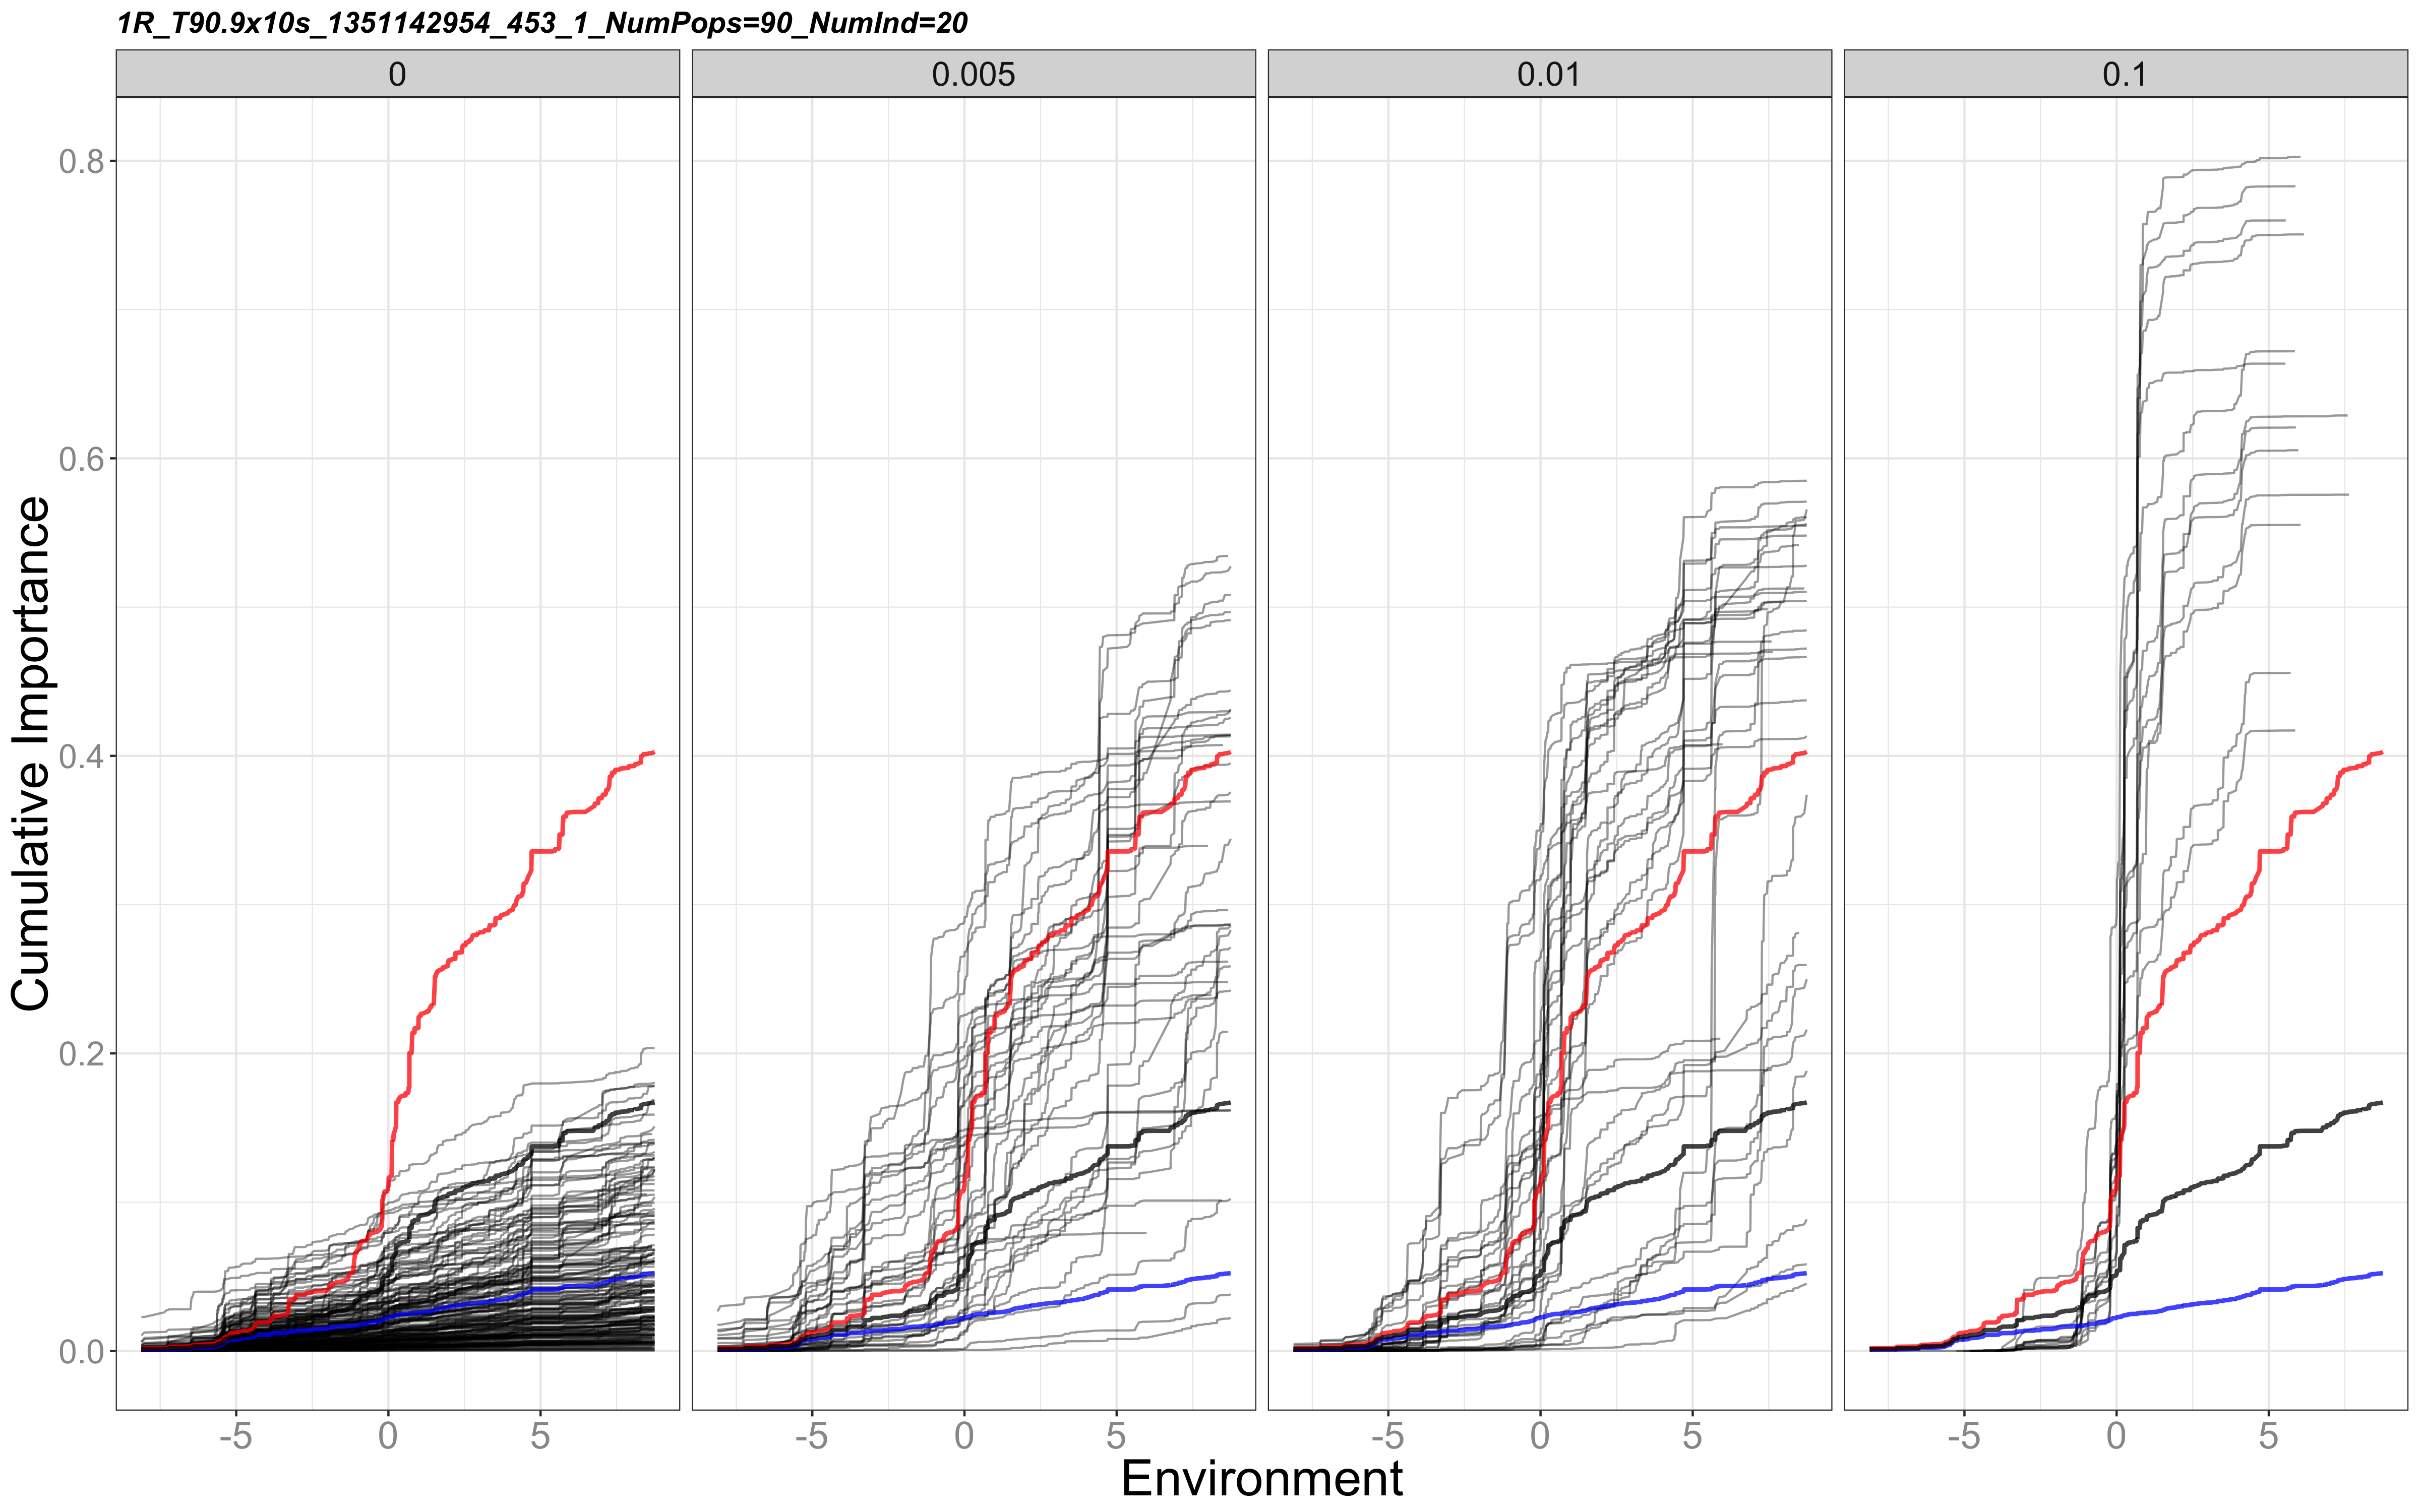 1R_T90.9x10s_1351142954_453_1_NumPops=90_NumInd=20
0 0.005 0.01 0.1
Cumulative Importance
0.8
0.6
0.4
0.2
0.0
-5 0 5 -5 0 5 -5 0 5 -5 0 5
Environment